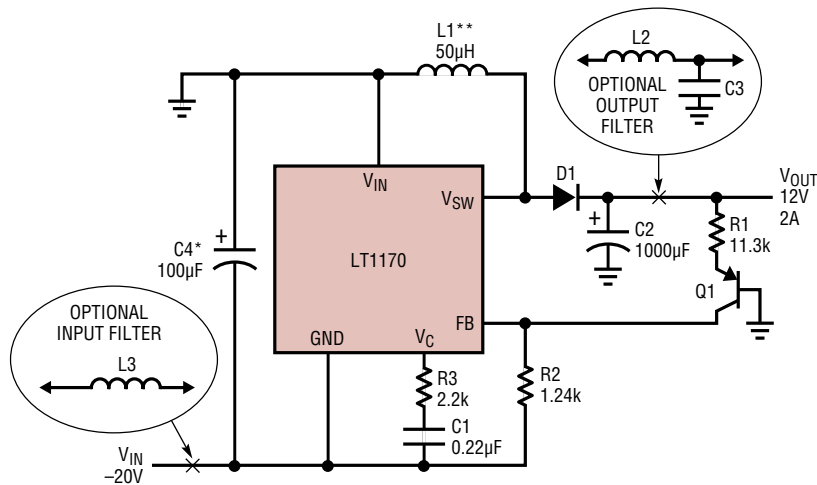 L1**
50µH
L2
OPTIONAL
OUTPUT
FILTER
C3
VIN
VSW
D1
VOUT
12V
2A
+
C4*
100µF
LT1170
+
C2
1000µF
R1
11.3k
Q1
OPTIONAL
INPUT FILTER
L3
GND
VC
FB
R3
2.2k
R2
1.24k
C1
0.22µF
VIN
–20V